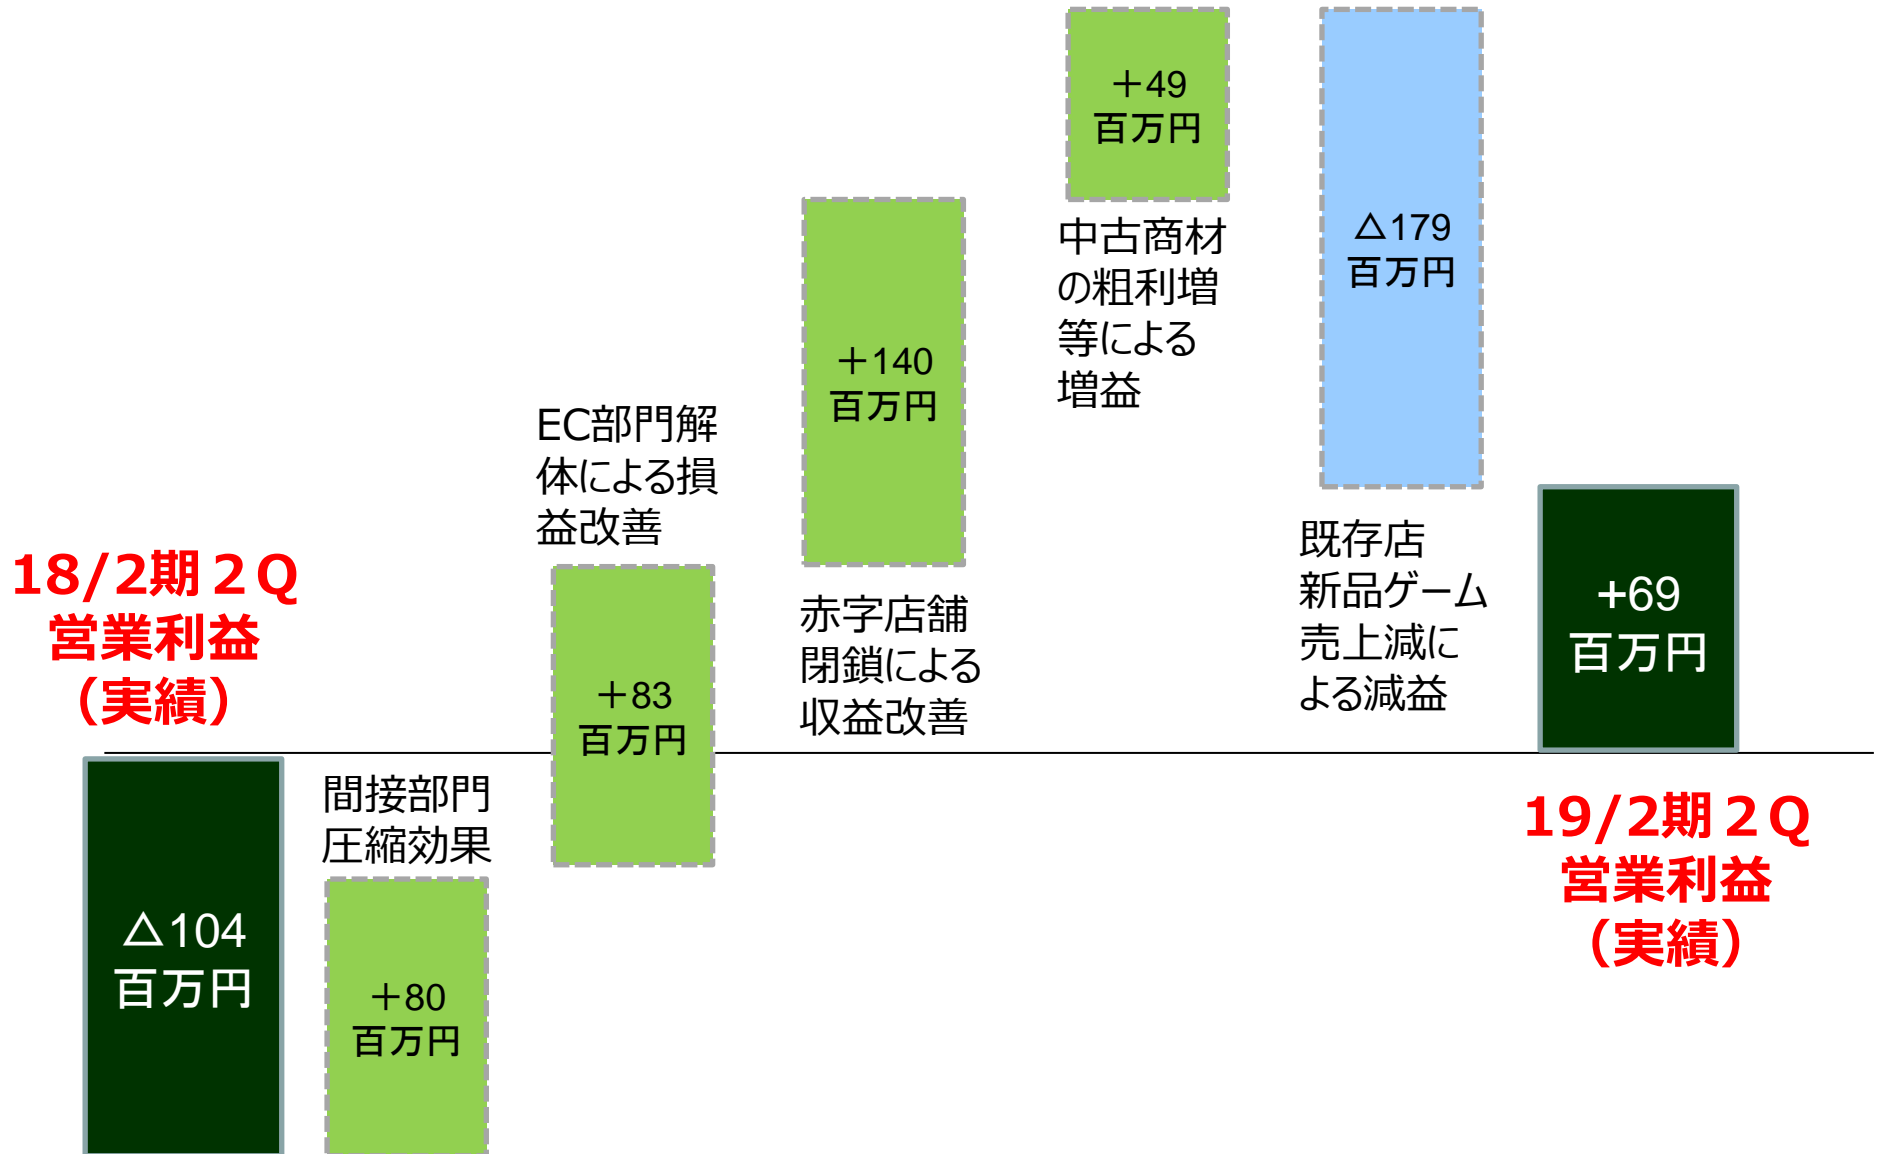 18/2期２Q
営業利益
（実績）
△104
百万円
間接部門
圧縮効果
＋80
百万円
EC部門解
体による損
益改善
＋83
百万円
＋140
百万円
赤字店舗
閉鎖による
収益改善
＋49
百万円
中古商材
の粗利増
等による
増益
△179
百万円
既存店
新品ゲーム
売上減に
よる減益
+69
百万円
19/2期２Q
営業利益
（実績）